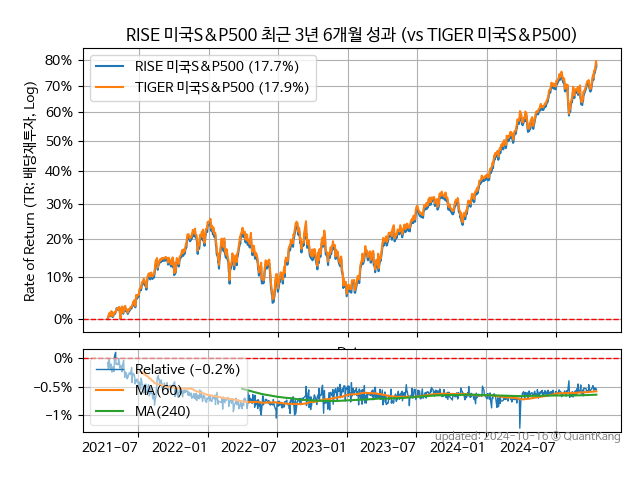 RISE 미국S&P500 최근 3년 6개월 성과 (vs TIGER 미국S&P500)
Rate of Return (TR: 배당재투자, Log)
80%
70%
60%
50%
40%
30%
20%
10%
0%
RISE 미국S&P500 (17.7%)
TIGER 미국S&P500 (17.9%)
0%
−0.5%
−1%
Relative (−0.2%)
MA(60)
MA(240)
2021-07 2022-01 2022-07 2023-01 2023-07 2024-01 2024-07
updated: 2024-10-16 © QuantKang